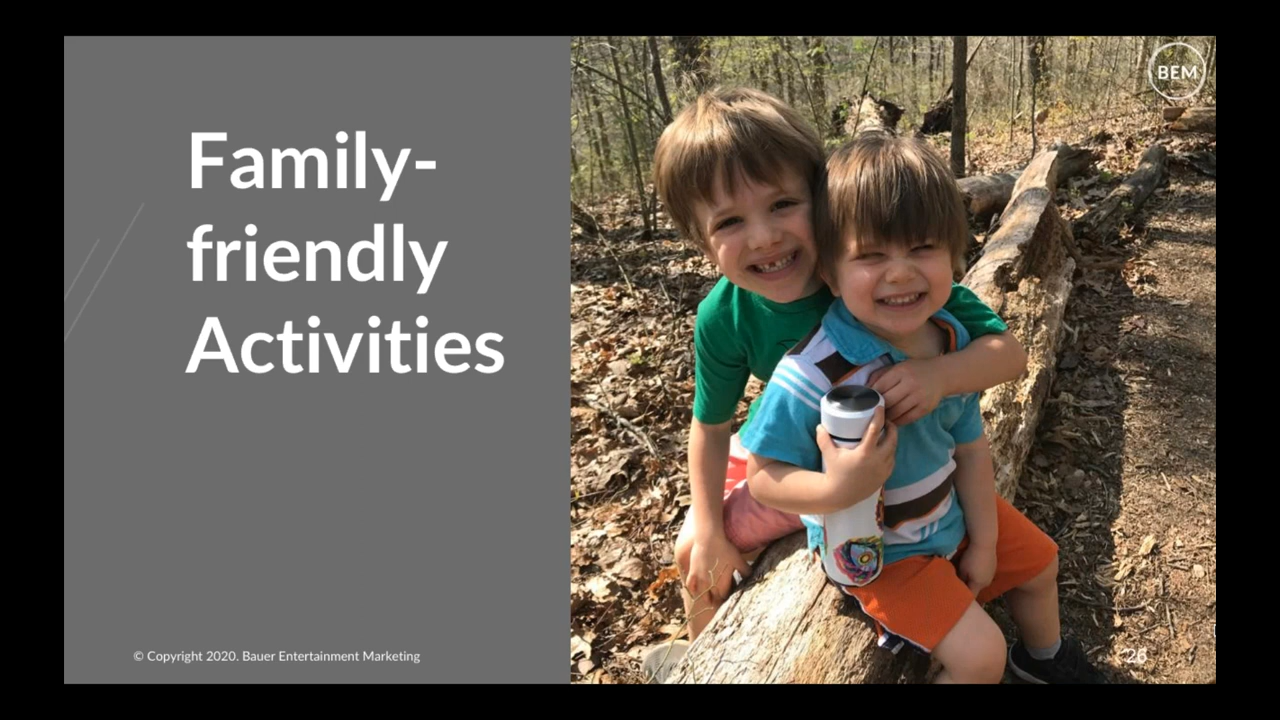 Family-
friendly
Activities
BEM
© Copyright 2020. Bauer Entertainment Marketing
26